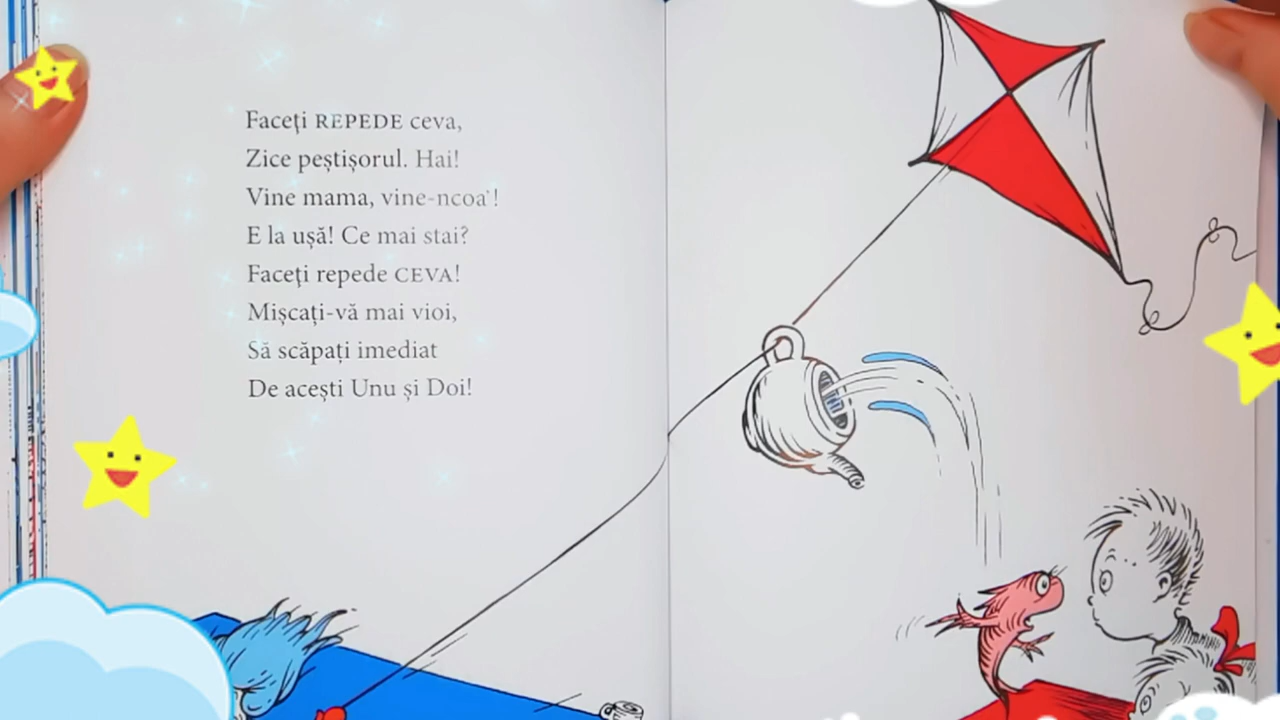 Faceți REPEDE ceva,
Zice peștișorul. Hai!
Vine mama, vine-ncoa'!
E la ușă! Ce mai stai?
Faceți repede CEVA!
Mișcați-vă mai vioi,
Să scăpați imediat
De acești Unu și Doi!